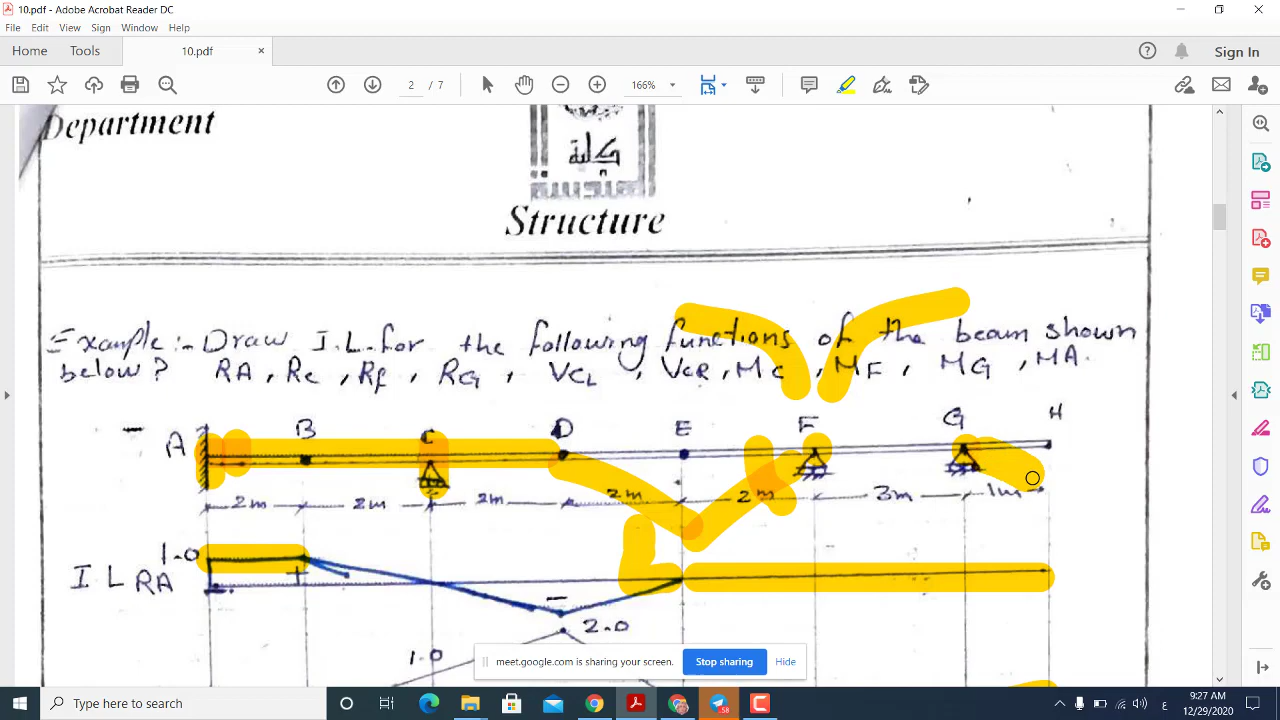 10.pdf - Adobe Acrobat Reader DC
File Edit View Sign Window Help
Home Tools 10.pdf × Sign In
2 / 7 166%
Department
كلية
Structure
Example:- Draw I.L. for the following functions of the beam shown
below? RA, RC, RF, RG, VCL, VCR, MC, MF, MG, MA.
A B C D E F G H
2m 2m 2m 2m 2m 3m 1m
1.0
I L RA + -
2.0
1.0
meet.google.com is sharing your screen. Stop sharing Hide
Type here to search
58
8:27 AM
12/29/2020